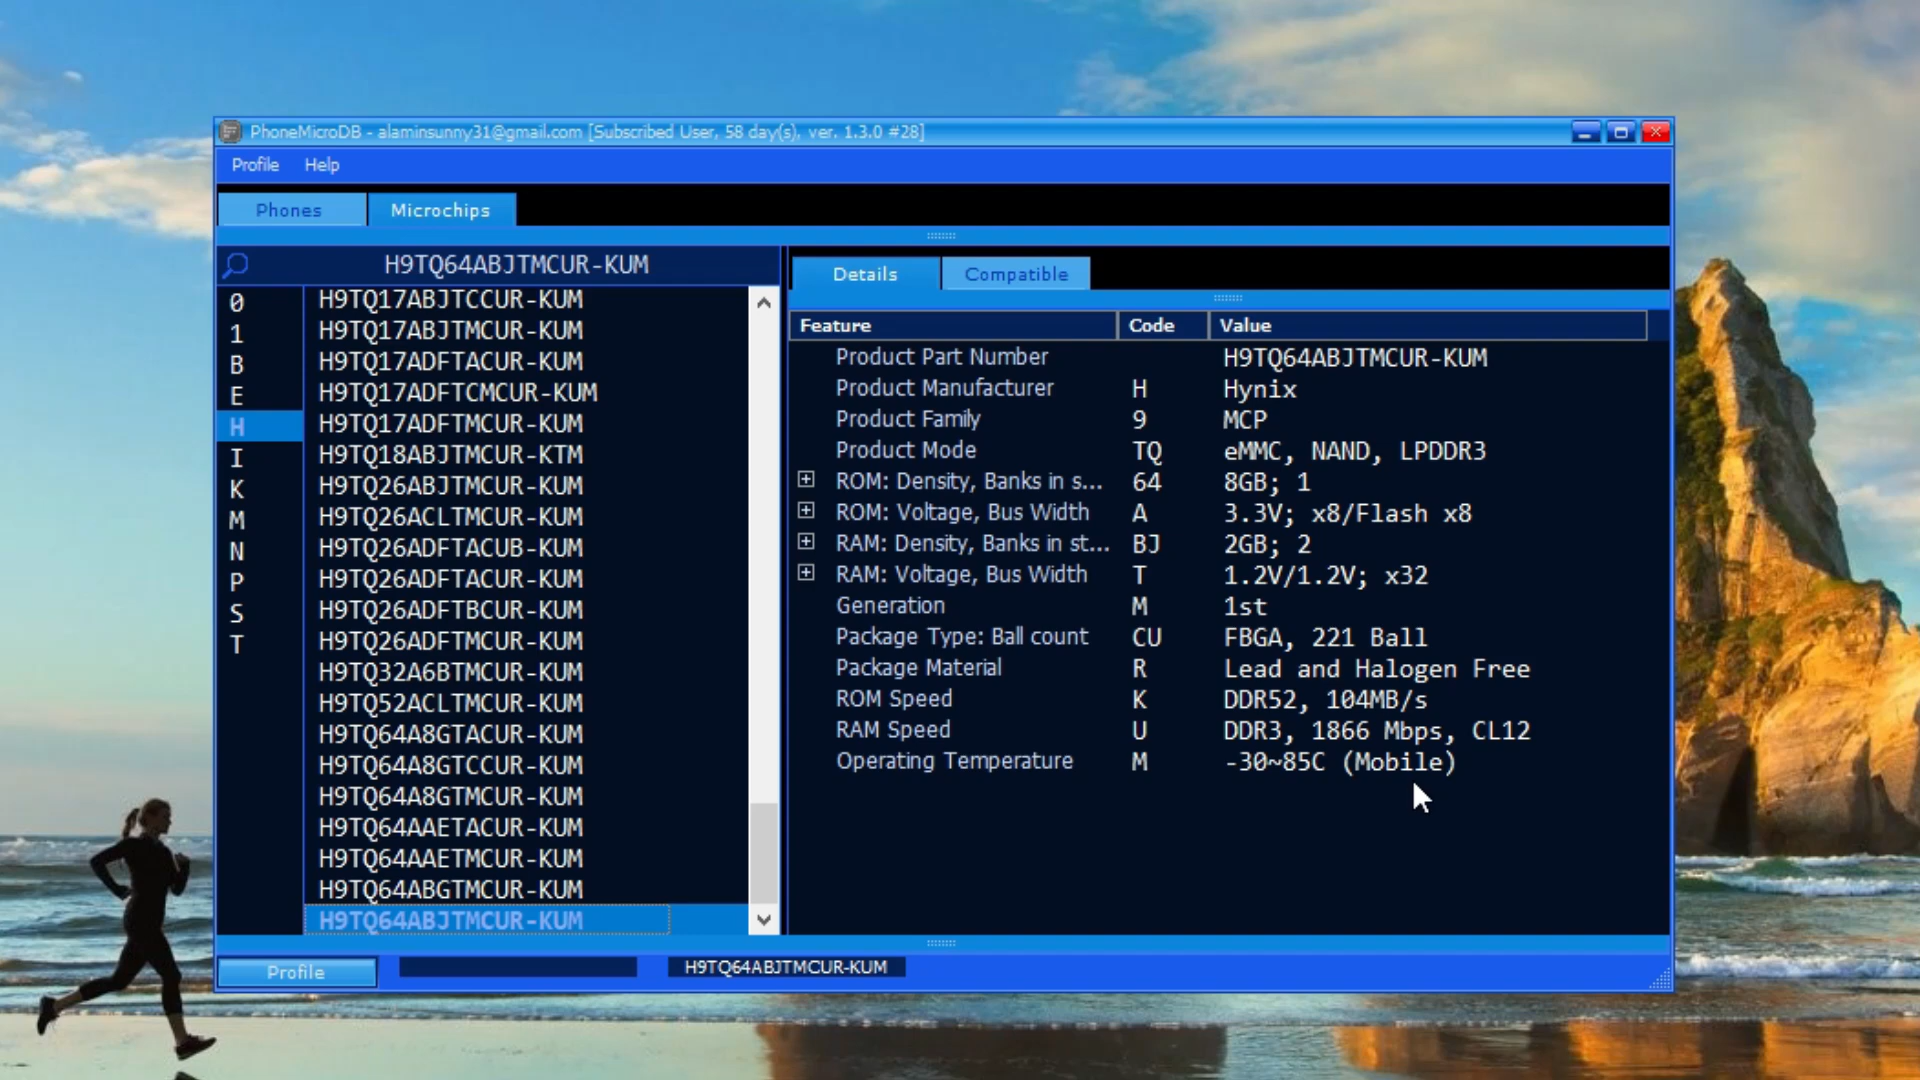 PhoneMicroDB - alaminsunny31@gmail.com [Subscribed User, 58 day(s), ver. 1.3.0 #28]
Profile Help
Phones Microchips
H9TQ64ABJTMCUR-KUM
0
1
B
E
H
I
K
M
N
P
S
T
H9TQ17ABJTCCUR-KUM
H9TQ17ABJTMCUR-KUM
H9TQ17ADFTACUR-KUM
H9TQ17ADFTCMCUR-KUM
H9TQ17ADFTMCUR-KUM
H9TQ18ABJTMCUR-KTM
H9TQ26ABJTMCUR-KUM
H9TQ26ACLTMCUR-KUM
H9TQ26ADFTACUB-KUM
H9TQ26ADFTACUR-KUM
H9TQ26ADFTBCUR-KUM
H9TQ26ADFTMCUR-KUM
H9TQ32A6BTMCUR-KUM
H9TQ52ACLTMCUR-KUM
H9TQ64A8GTACUR-KUM
H9TQ64A8GTCCUR-KUM
H9TQ64A8GTMCUR-KUM
H9TQ64AAETACUR-KUM
H9TQ64AAETMCUR-KUM
H9TQ64ABGTMCUR-KUM
H9TQ64ABJTMCUR-KUM
Details Compatible
Feature Code Value
Product Part Number H9TQ64ABJTMCUR-KUM
Product Manufacturer H Hynix
Product Family 9 MCP
Product Mode TQ eMMC, NAND, LPDDR3
ROM: Density, Banks in s... 64 8GB; 1
ROM: Voltage, Bus Width A 3.3V; x8/Flash x8
RAM: Density, Banks in st... BJ 2GB; 2
RAM: Voltage, Bus Width T 1.2V/1.2V; x32
Generation M 1st
Package Type: Ball count CU FBGA, 221 Ball
Package Material R Lead and Halogen Free
ROM Speed K DDR52, 104MB/s
RAM Speed U DDR3, 1866 Mbps, CL12
Operating Temperature M -30~85C (Mobile)
Profile H9TQ64ABJTMCUR-KUM